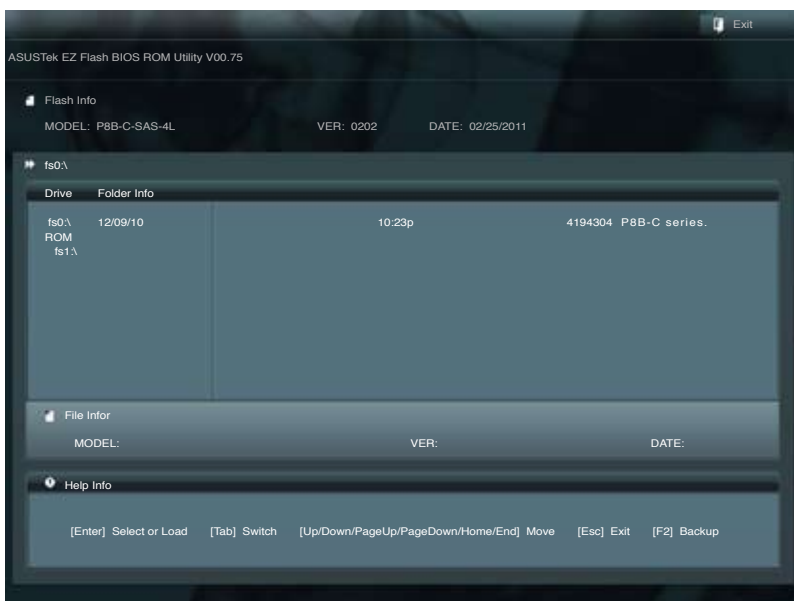 Exit
ASUSTek EZ Flash BIOS ROM Utility V00.75
Flash Info
MODEL: P8B-C-SAS-4L VER: 0202 DATE: 02/25/2011
fs0:\
Drive Folder Info
fs0:\ 12/09/10 10:23p 4194304 P8B-C series.
ROM
fs1:\
File Infor
MODEL: VER: DATE:
Help Info
[Enter] Select or Load [Tab] Switch [Up/Down/PageUp/PageDown/Home/End] Move [Esc] Exit [F2] Backup